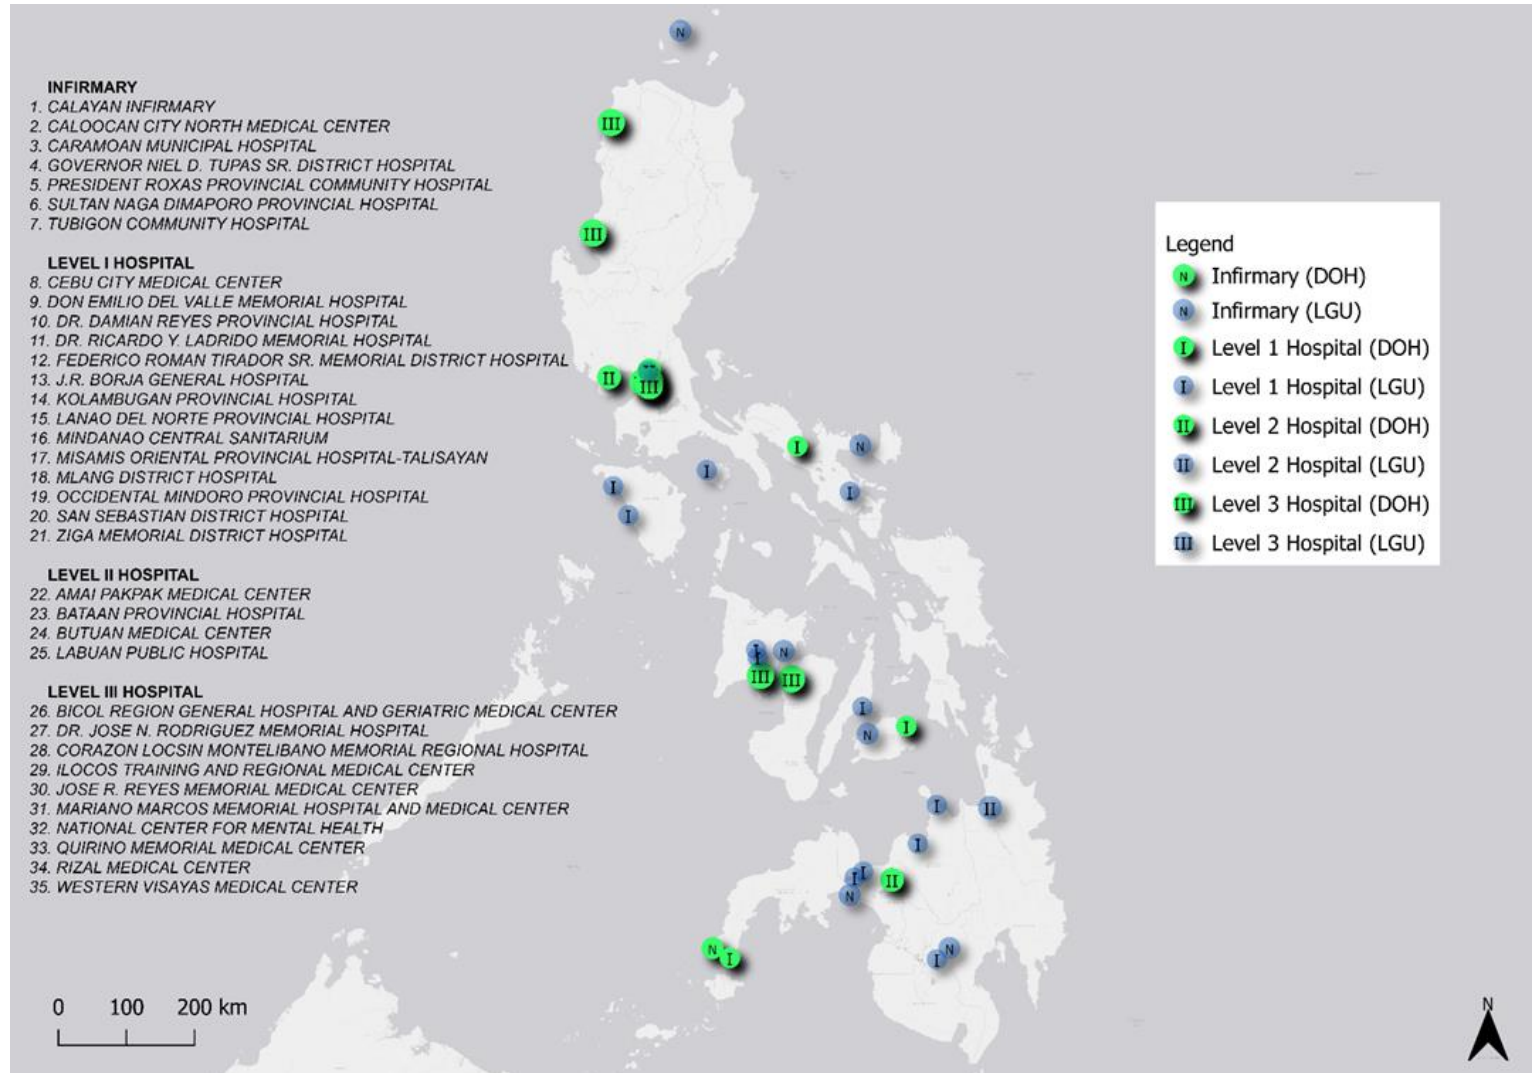 INFIRMARY
1. CALAYAN INFIRMARY
2. CALOOCAN CITY NORTH MEDICAL CENTER
3. CARAMOAN MUNICIPAL HOSPITAL
4. GOVERNOR NIEL D. TUPAS SR. DISTRICT HOSPITAL
5. PRESIDENT ROXAS PROVINCIAL COMMUNITY HOSPITAL
6. SULTAN NAGA DIMAPORO PROVINCIAL HOSPITAL
7. TUBIGON COMMUNITY HOSPITAL
LEVEL I HOSPITAL
8. CEBU CITY MEDICAL CENTER
9. DON EMILIO DEL VALLE MEMORIAL HOSPITAL
10. DR. DAMIAN REYES PROVINCIAL HOSPITAL
11. DR. RICARDO Y. LADRIDO MEMORIAL HOSPITAL
12. FEDERICO ROMAN TIRADOR SR. MEMORIAL DISTRICT HOSPITAL
13. J.R. BORJA GENERAL HOSPITAL
14. KOLAMBUGAN PROVINCIAL HOSPITAL
15. LANAO DEL NORTE PROVINCIAL HOSPITAL
16. MINDANAO CENTRAL SANITARIUM
17. MISAMIS ORIENTAL PROVINCIAL HOSPITAL-TALISAYAN
18. MLANG DISTRICT HOSPITAL
19. OCCIDENTAL MINDORO PROVINCIAL HOSPITAL
20. SAN SEBASTIAN DISTRICT HOSPITAL
21. ZIGA MEMORIAL DISTRICT HOSPITAL
LEVEL II HOSPITAL
22. AMAI PAKPAK MEDICAL CENTER
23. BATAAN PROVINCIAL HOSPITAL
24. BUTUAN MEDICAL CENTER
25. LABUAN PUBLIC HOSPITAL
LEVEL III HOSPITAL
26. BICOL REGION GENERAL HOSPITAL AND GERIATRIC MEDICAL CENTER
27. DR. JOSE N. RODRIGUEZ MEMORIAL HOSPITAL
28. CORAZON LOCSIN MONTELIBANO MEMORIAL REGIONAL HOSPITAL
29. ILOCOS TRAINING AND REGIONAL MEDICAL CENTER
30. JOSE R. REYES MEMORIAL MEDICAL CENTER
31. MARIANO MARCOS MEMORIAL HOSPITAL AND MEDICAL CENTER
32. NATIONAL CENTER FOR MENTAL HEALTH
33. QUIRINO MEMORIAL MEDICAL CENTER
34. RIZAL MEDICAL CENTER
35. WESTERN VISAYAS MEDICAL CENTER
0 100 200 km
N
III
III
II
III
I
N
I
I
I
I
I
N
I
III
III
I
N
I
I
II
I
I
I
II
N
N
I
N
I
Legend
N Infirmary (DOH)
N Infirmary (LGU)
I Level 1 Hospital (DOH)
I Level 1 Hospital (LGU)
II Level 2 Hospital (DOH)
II Level 2 Hospital (LGU)
III Level 3 Hospital (DOH)
III Level 3 Hospital (LGU)
N